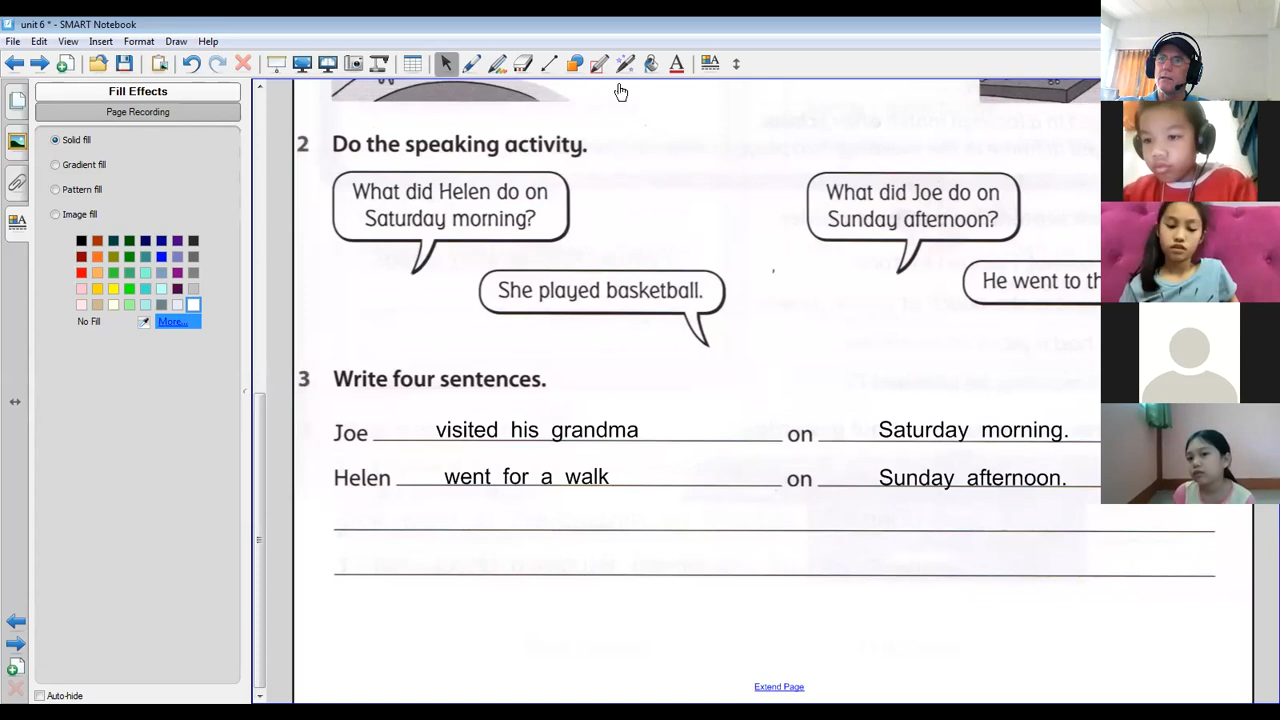 unit 6 * - SMART Notebook
File Edit View Insert Format Draw Help
Fill Effects
Page Recording
Solid fill
Gradient fill
Pattern fill
Image fill
No Fill
More...
Auto-hide
2 Do the speaking activity.
What did Helen do on
Saturday morning?
She played basketball.
What did Joe do on
Sunday afternoon?
He went to th
3 Write four sentences.
Joe visited his grandma on Saturday morning.
Helen went for a walk on Sunday afternoon.
Extend Page